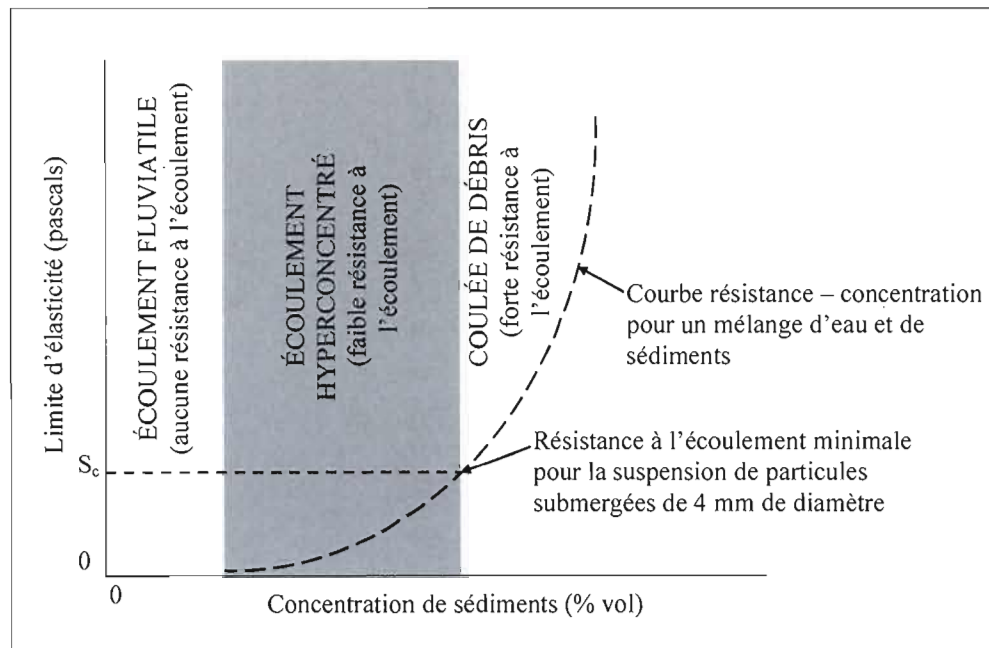 Limite d'élasticité (pascals)
ÉCOULEMENT FLUVIATILE
(aucune résistance à l'écoulement)
ÉCOULEMENT
HYPERCONCENTRÉ
(faible résistance à
l'écoulement)
COULÉE DE DÉBRIS
(forte résistance à
l'écoulement)
Courbe résistance – concentration
pour un mélange d'eau et de
sédiments
Sc
Résistance à l'écoulement minimale
pour la suspension de particules
submergées de 4 mm de diamètre
0
0
Concentration de sédiments (% vol)